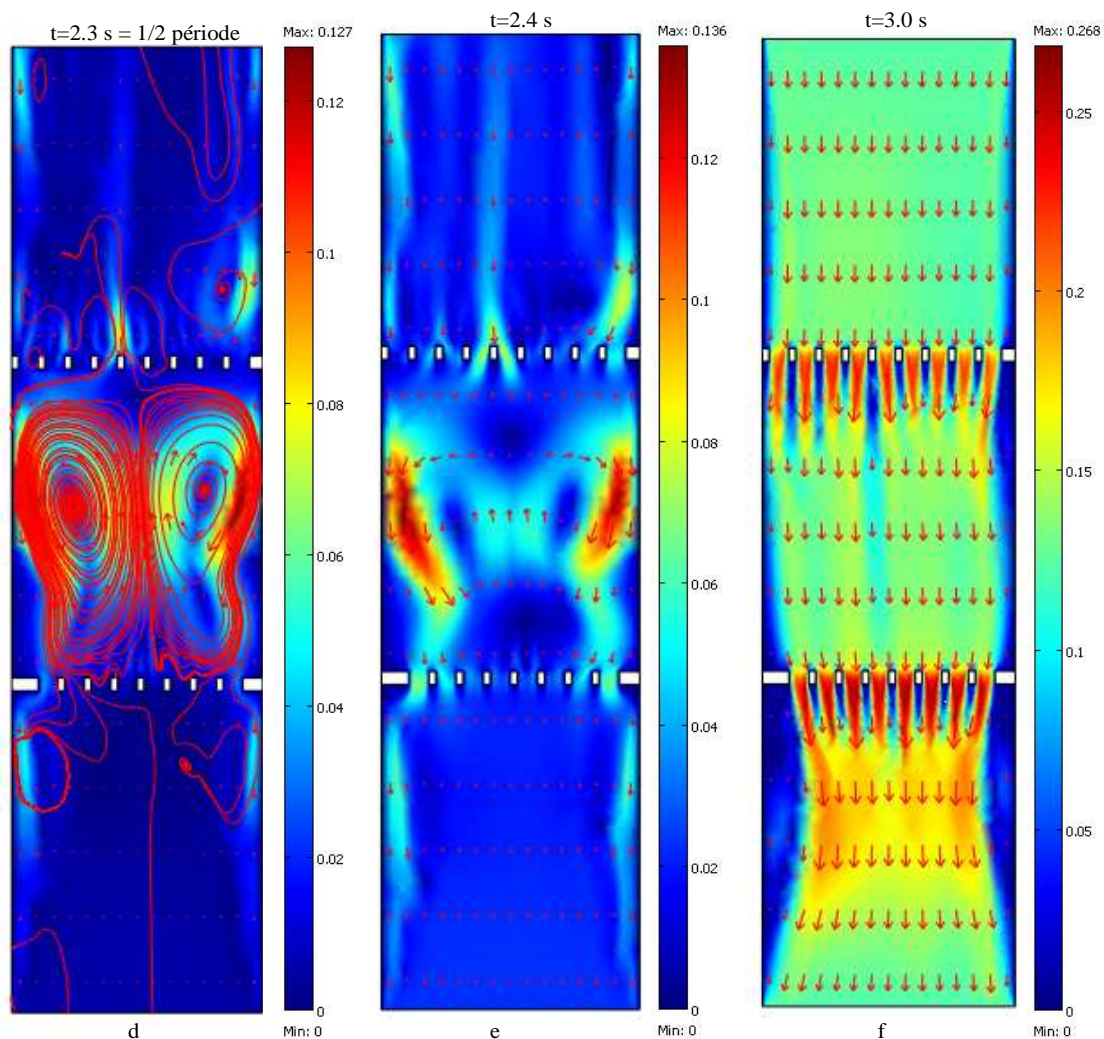 t=2.3 s = 1/2 période
Max: 0.127
0.12
0.1
0.08
0.06
0.04
0.02
0
Min: 0
d
t=2.4 s
Max: 0.136
0.12
0.1
0.08
0.06
0.04
0.02
0
Min: 0
e
t=3.0 s
Max: 0.268
0.25
0.2
0.15
0.1
0.05
0
Min: 0
f